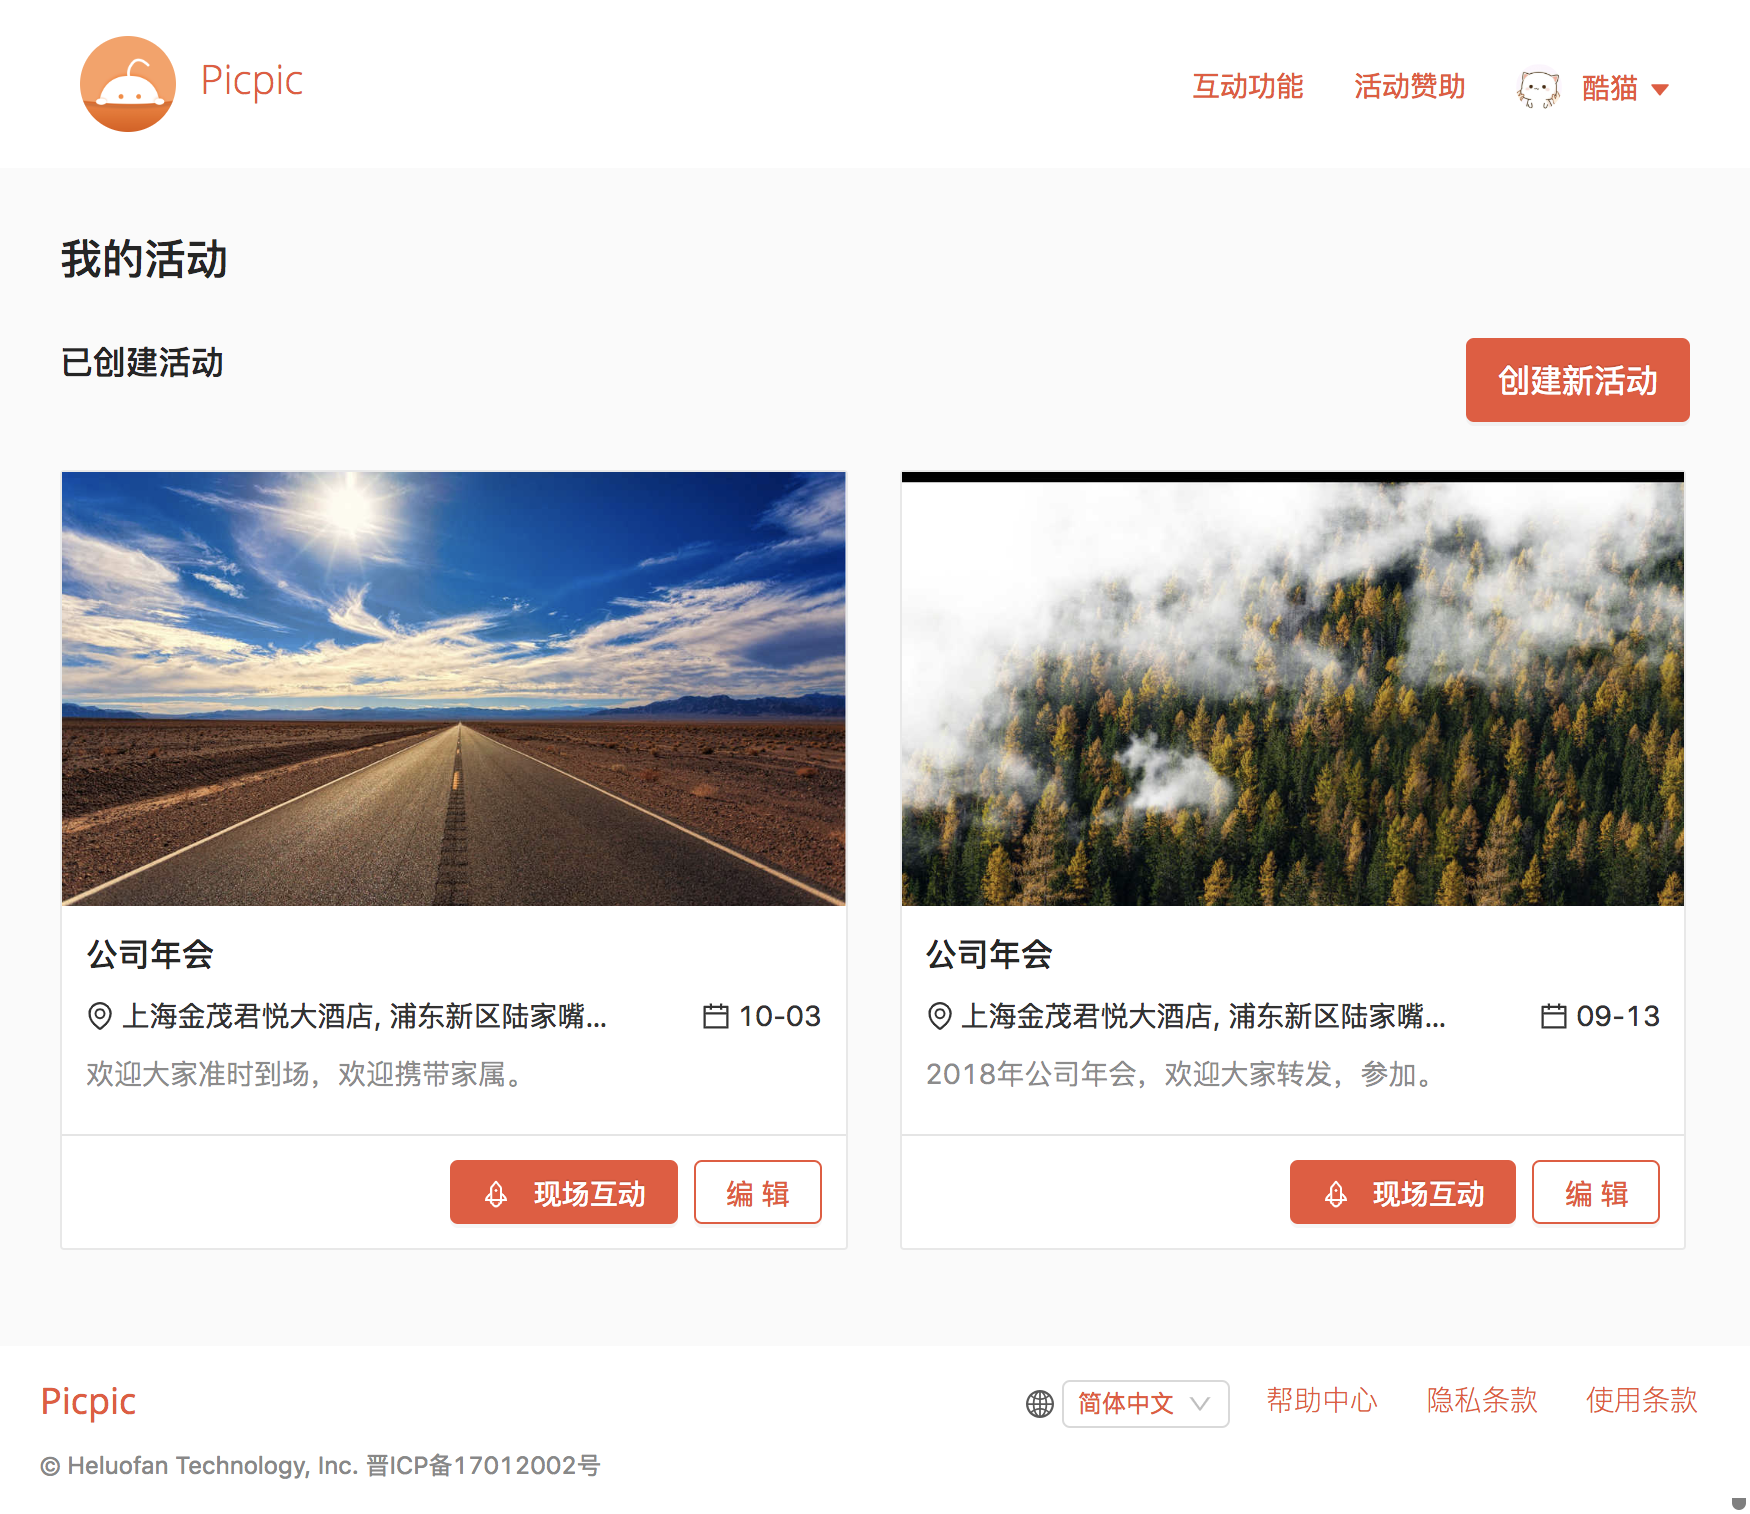 Picpic
互动功能 活动赞助 酷猫
我的活动
已创建活动
创建新活动
公司年会
上海金茂君悦大酒店, 浦东新区陆家嘴... 10-03
欢迎大家准时到场，欢迎携带家属。
现场互动 编 辑
公司年会
上海金茂君悦大酒店, 浦东新区陆家嘴... 09-13
2018年公司年会，欢迎大家转发，参加。
现场互动 编 辑
Picpic
简体中文 帮助中心 隐私条款 使用条款
© Heluofan Technology, Inc. 晋ICP备17012002号